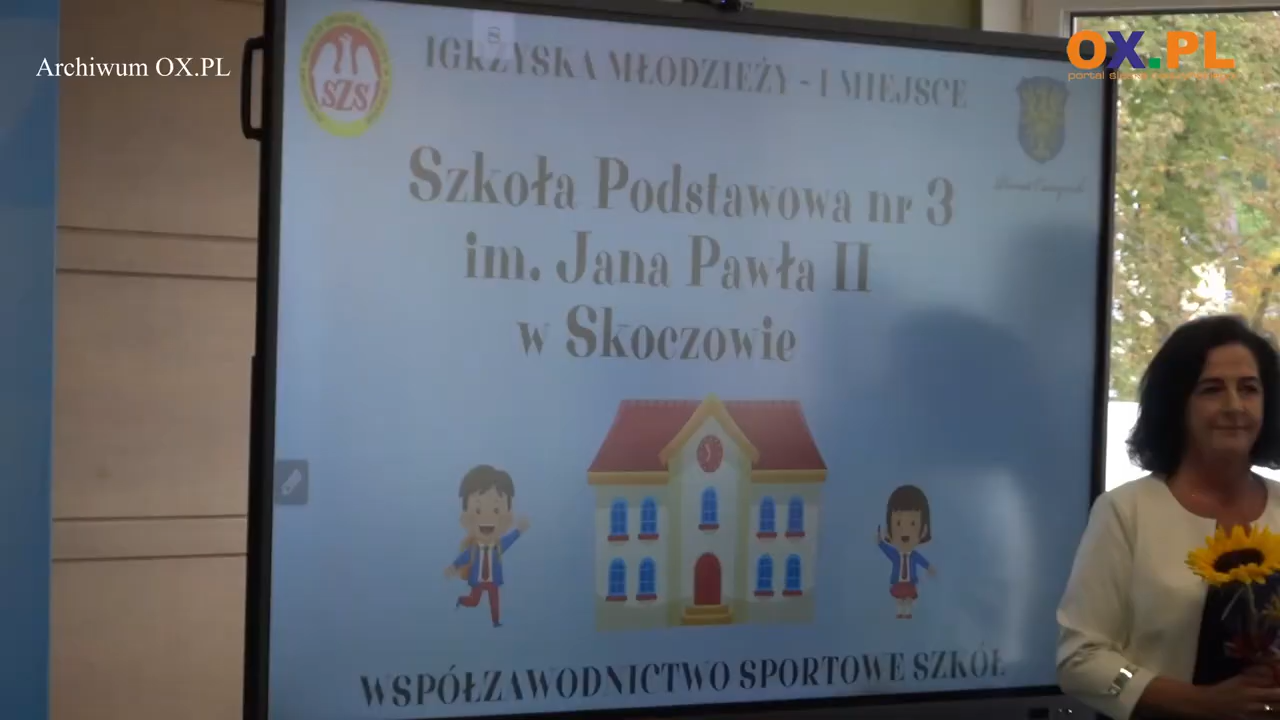 Archiwum OX.PL
OX.PL
SZS
IGRZYSKA MŁODZIEŻY - I MIEJSCE
Szkoła Podstawowa nr 3
im. Jana Pawła II
w Skoczowie
WSPÓŁZAWODNICTWO SPORTOWE SZKÓŁ